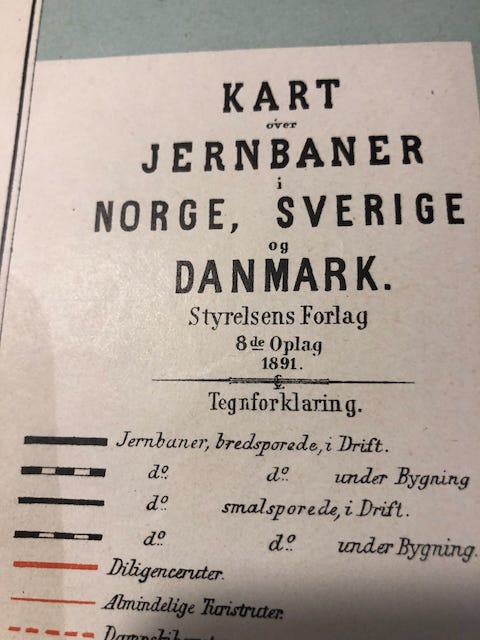 KART
over
JERNBANER
i
NORGE, SVERIGE
og
DANMARK.
Styrelsens Forlag
8de Oplag
1891.
Tegnforklaring.
Jernbaner, bredsporede, i Drift.
do. do. under Bygning
do. smalsporede, i Drift.
do. do. under Bygning.
Diligenceruter.
Almindelige Turistruter.